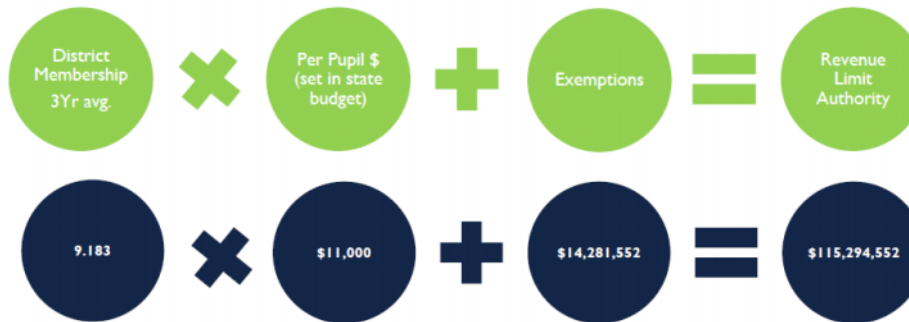 District
Membership
3Yr avg.
Per Pupil $
(set in state
budget)
Exemptions
Revenue
Limit
Authority
9.183
$11,000
$14,281,552
$115,294,552